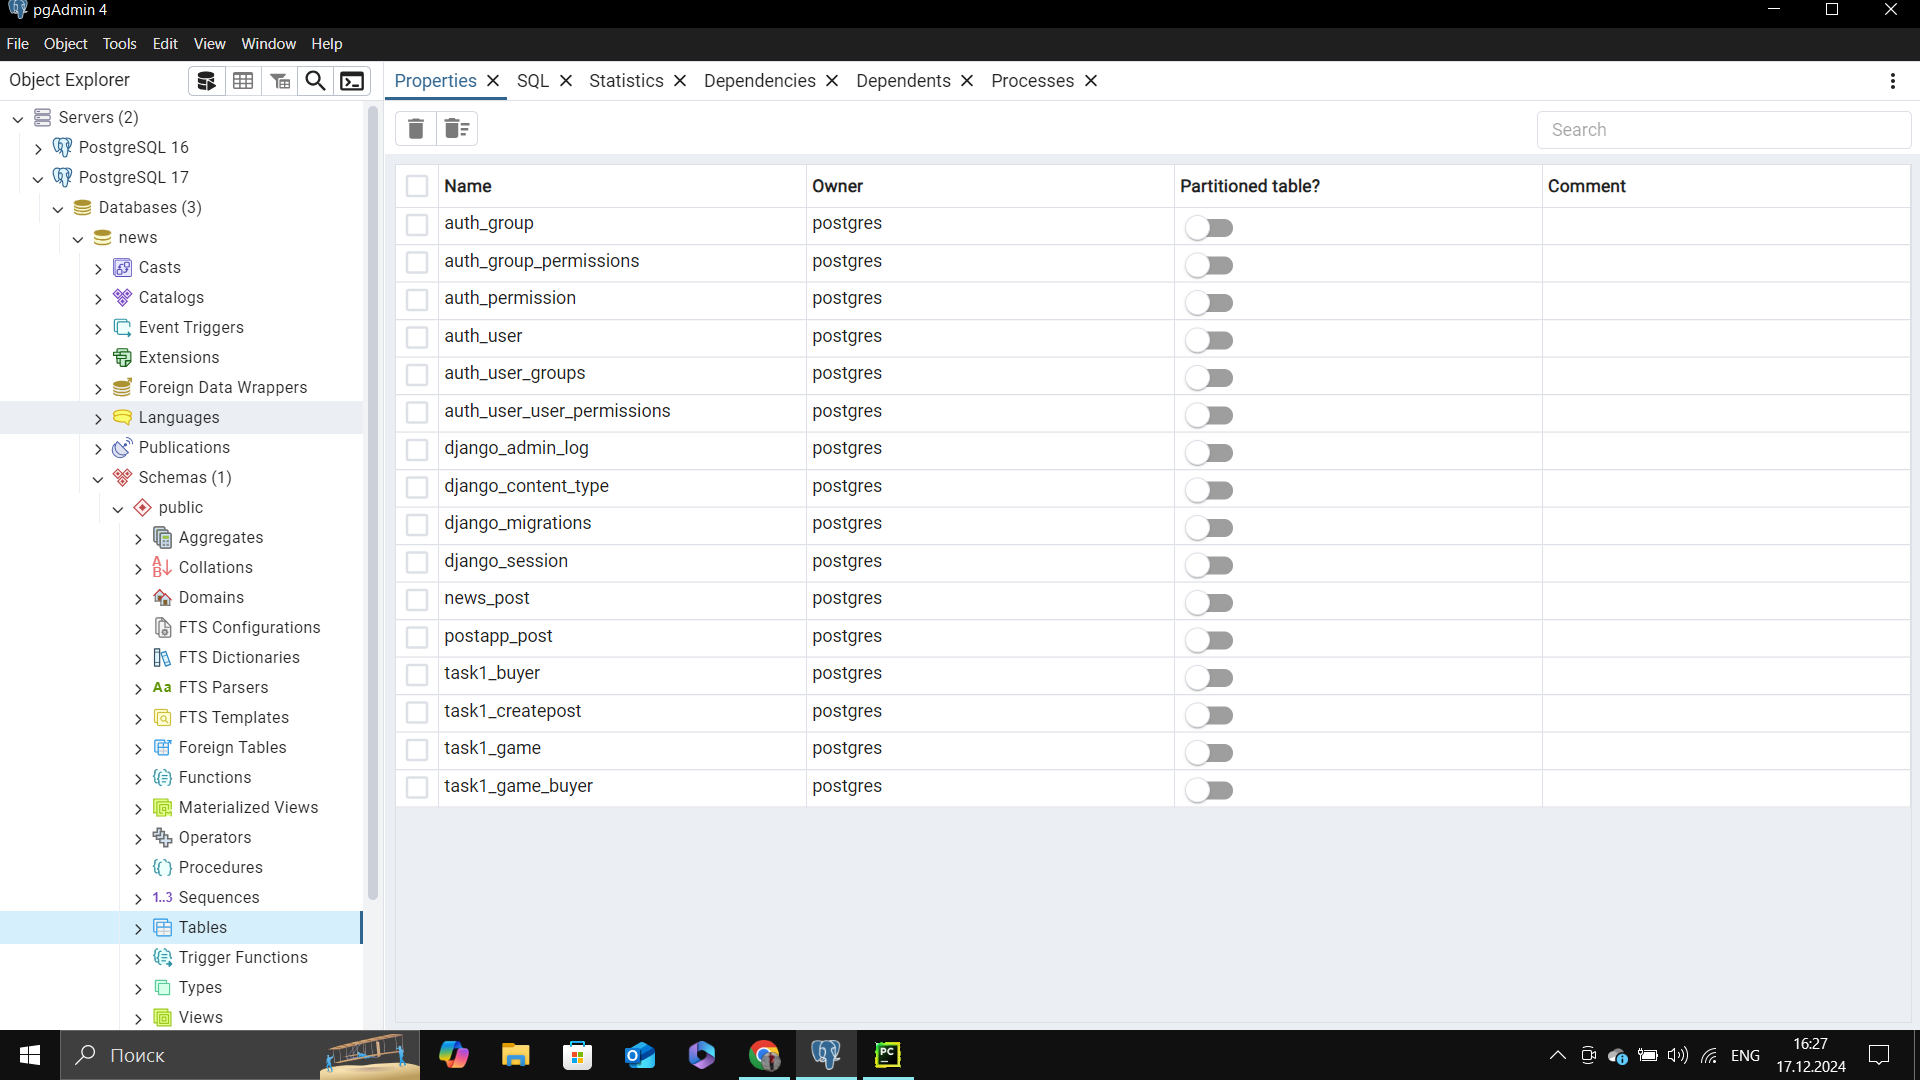 pgAdmin 4
File Object Tools Edit View Window Help
Object Explorer
Properties SQL Statistics Dependencies Dependents Processes
Servers (2)
PostgreSQL 16
PostgreSQL 17
Databases (3)
news
Casts
Catalogs
Event Triggers
Extensions
Foreign Data Wrappers
Languages
Publications
Schemas (1)
public
Aggregates
Collations
Domains
FTS Configurations
FTS Dictionaries
Aa FTS Parsers
FTS Templates
Foreign Tables
Functions
Materialized Views
Operators
Procedures
1..3 Sequences
Tables
Trigger Functions
Types
Views
Search
Name Owner Partitioned table? Comment
auth_group postgres
auth_group_permissions postgres
auth_permission postgres
auth_user postgres
auth_user_groups postgres
auth_user_user_permissions postgres
django_admin_log postgres
django_content_type postgres
django_migrations postgres
django_session postgres
news_post postgres
postapp_post postgres
task1_buyer postgres
task1_createpost postgres
task1_game postgres
task1_game_buyer postgres
Поиск
PC
ENG
16:27
17.12.2024